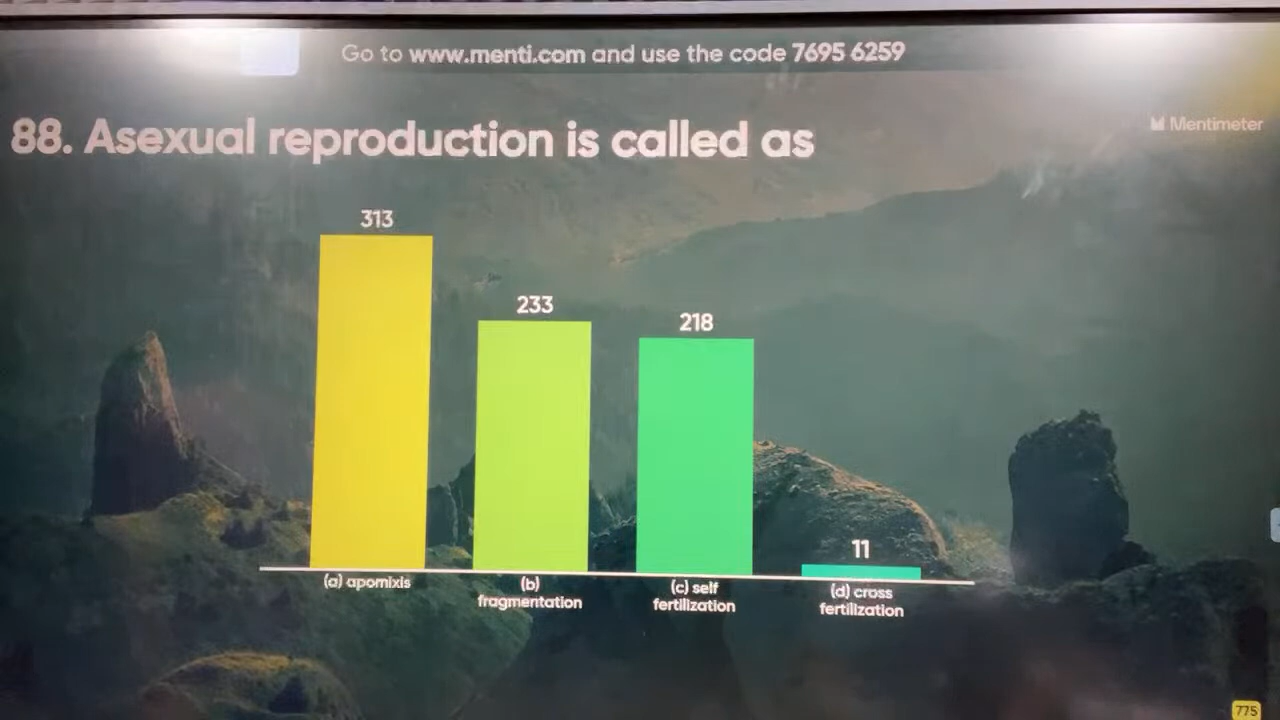 Go to www.menti.com and use the code 7695 6259
88. Asexual reproduction is called as
Mentimeter
313
233
218
11
(a) apomixis
(b)
fragmentation
(c) self
fertilization
(d) cross
fertilization
775